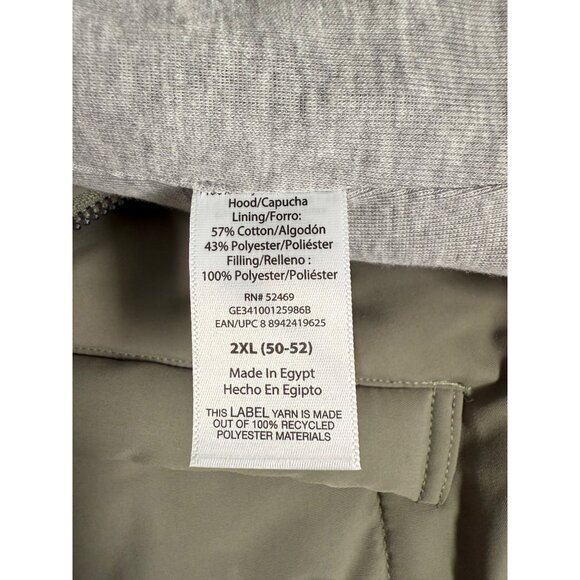 Hood/Capucha
Lining/Forro:
57% Cotton/Algodón
43% Polyester/Poliéster
Filling/Relleno :
100% Polyester/Poliéster
RN# 52469
GE34100125986B
EAN/UPC 8 8942419625
2XL (50-52)
Made In Egypt
Hecho En Egipto
THIS LABEL YARN IS MADE
OUT OF 100% RECYCLED
POLYESTER MATERIALS